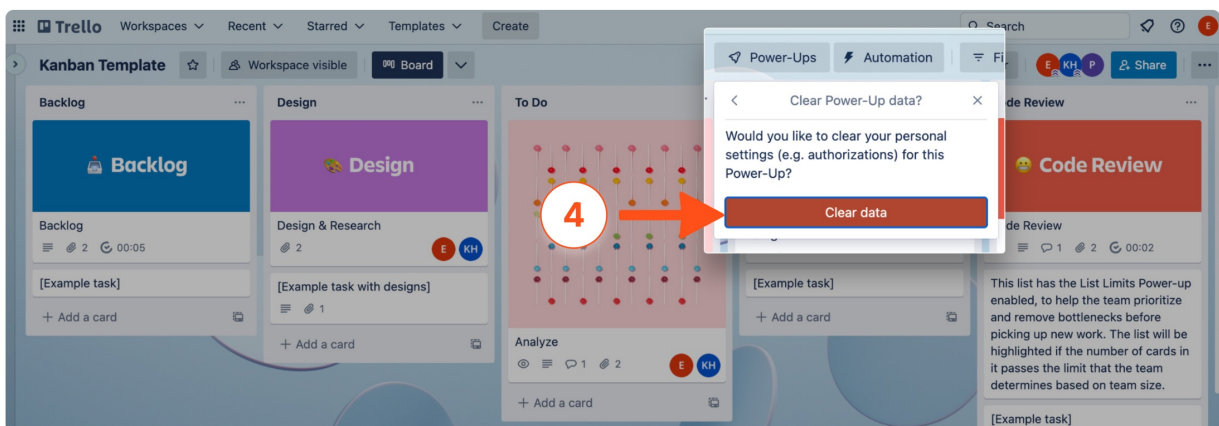 Trello Workspaces Recent Starred Templates Create Search E
Kanban Template Workspace visible Board Power-Ups Automation Fi E KH P Share
Backlog
Backlog
Backlog
2 00:05
[Example task]
+ Add a card
Design
Design
Design & Research
2 E KH
[Example task with designs]
1
+ Add a card
To Do
4
Analyze
1 2 E KH
+ Add a card
Clear Power-Up data?
Would you like to clear your personal
settings (e.g. authorizations) for this
Power-Up?
Clear data
[Example task]
+ Add a card
de Review
Code Review
de Review
1 2 00:02
This list has the List Limits Power-up
enabled, to help the team prioritize
and remove bottlenecks before
picking up new work. The list will be
highlighted if the number of cards in
it passes the limit that the team
determines based on team size.
[Example task]